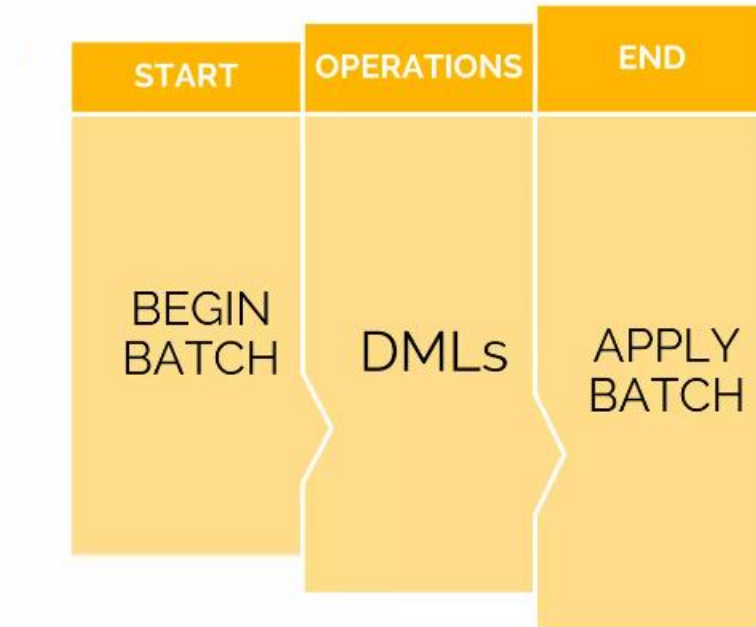 START
OPERATIONS
END
BEGIN
BATCH
DMLs
APPLY
BATCH